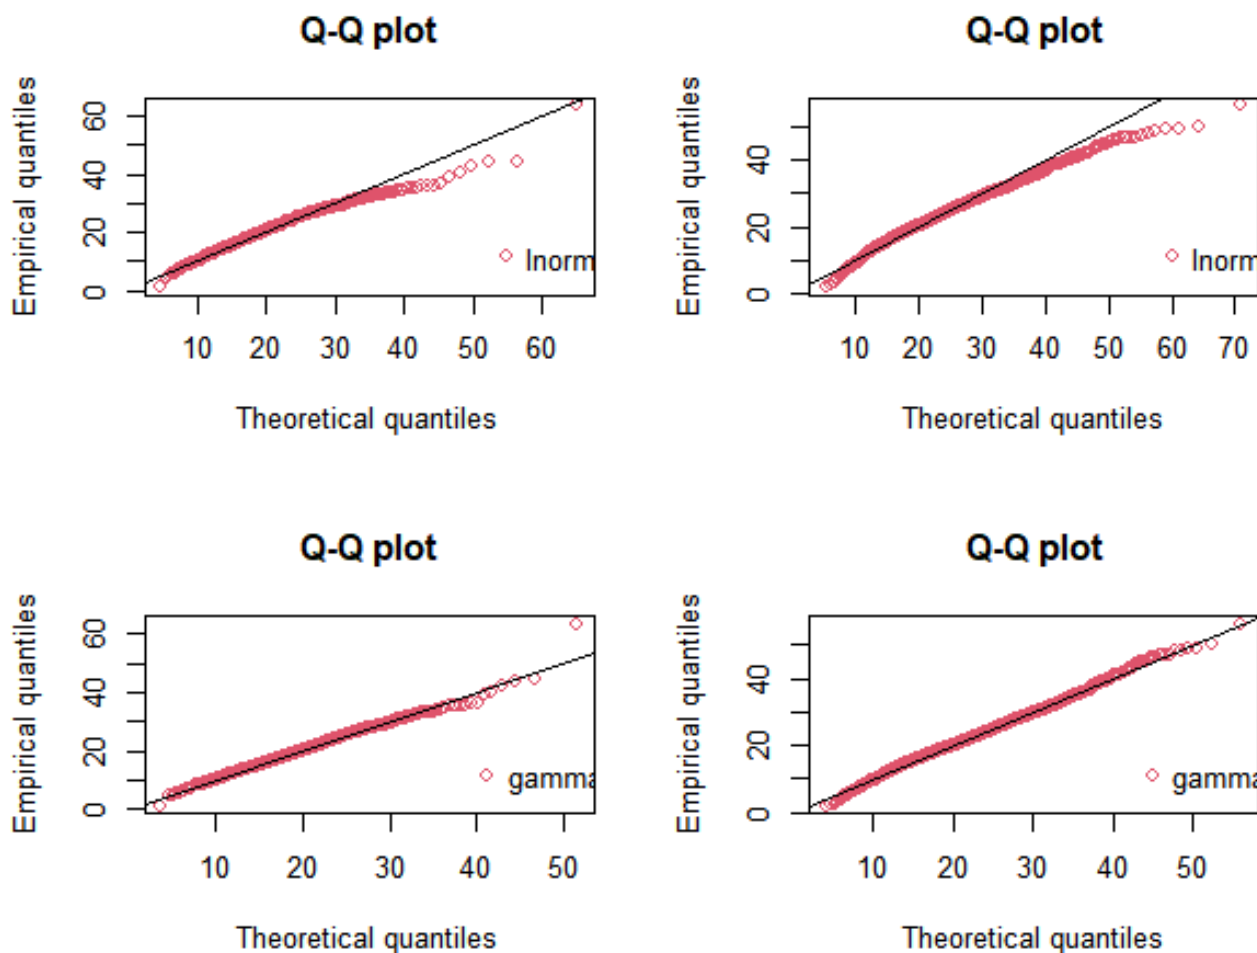 Q-Q plot
Empirical quantiles
0 20 40 60
lnorm
10 20 30 40 50 60
Theoretical quantiles
Q-Q plot
Empirical quantiles
0 20 40
lnorm
10 20 30 40 50 60 70
Theoretical quantiles
Q-Q plot
Empirical quantiles
0 20 40 60
gamma
10 20 30 40 50
Theoretical quantiles
Q-Q plot
Empirical quantiles
0 20 40
gamma
10 20 30 40 50
Theoretical quantiles